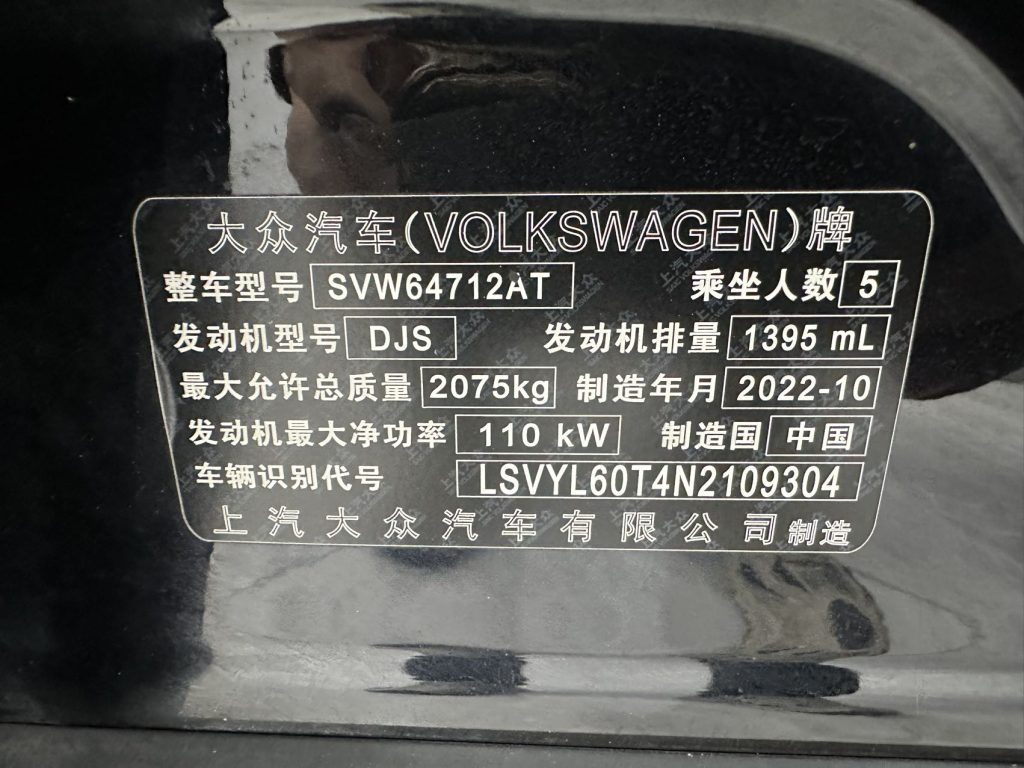 大众汽车(VOLKSWAGEN)牌
整车型号 SVW64712AT 乘坐人数 5
发动机型号 DJS 发动机排量 1395 mL
最大允许总质量 2075kg 制造年月 2022-10
发动机最大净功率 110 kW 制造国 中国
车辆识别代号 LSVYL60T4N2109304
上汽大众汽车有限公司制造